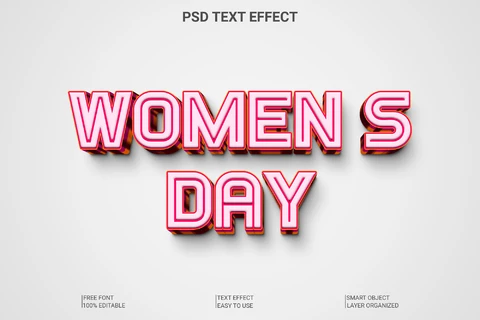 PSD TEXT EFFECT
WOMEN S
DAY
FREE FONT
100% EDITABLE
TEXT EFFECT
EASY TO USE
SMART OBJECT
LAYER ORGANIZED